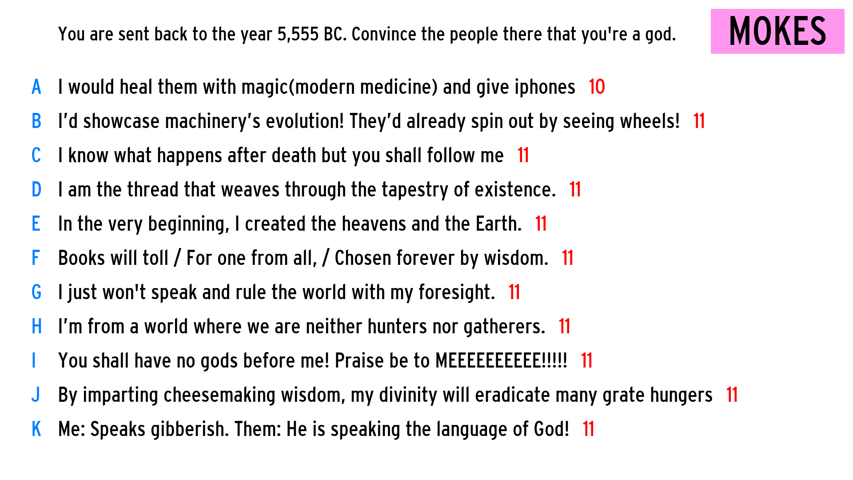 You are sent back to the year 5,555 BC. Convince the people there that you're a god.
MOKES
A I would heal them with magic(modern medicine) and give iphones 10
B I'd showcase machinery's evolution! They'd already spin out by seeing wheels! 11
C I know what happens after death but you shall follow me 11
D I am the thread that weaves through the tapestry of existence. 11
E In the very beginning, I created the heavens and the Earth. 11
F Books will toll / For one from all, / Chosen forever by wisdom. 11
G I just won't speak and rule the world with my foresight. 11
H I'm from a world where we are neither hunters nor gatherers. 11
I You shall have no gods before me! Praise be to MEEEEEEEEEE!!!!! 11
J By imparting cheesemaking wisdom, my divinity will eradicate many grate hungers 11
K Me: Speaks gibberish. Them: He is speaking the language of God! 11